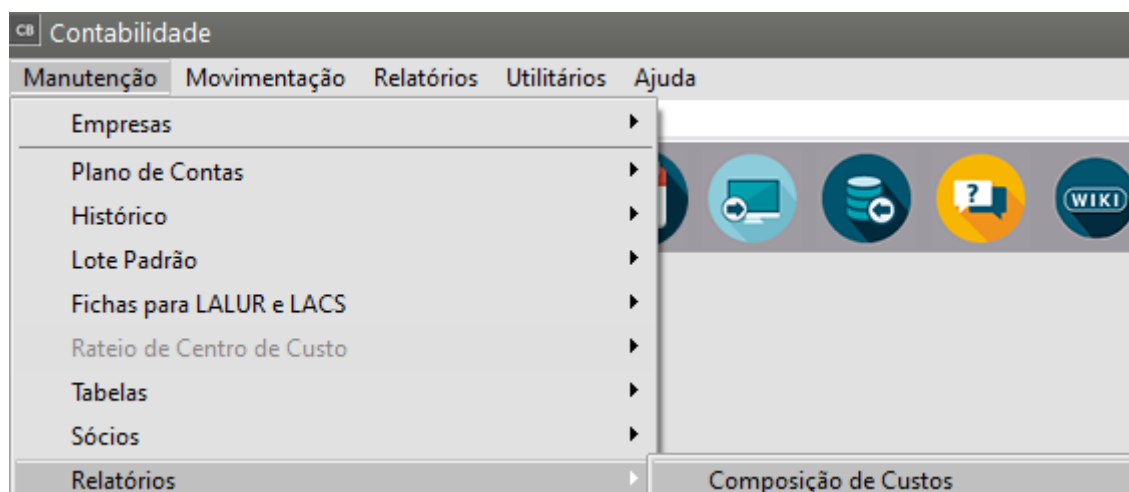 CB Contabilidade
Manutenção Movimentação Relatórios Utilitários Ajuda
Empresas
Plano de Contas
Histórico
Lote Padrão
Fichas para LALUR e LACS
Rateio de Centro de Custo
Tabelas
Sócios
Relatórios
Composição de Custos
?
WIKI